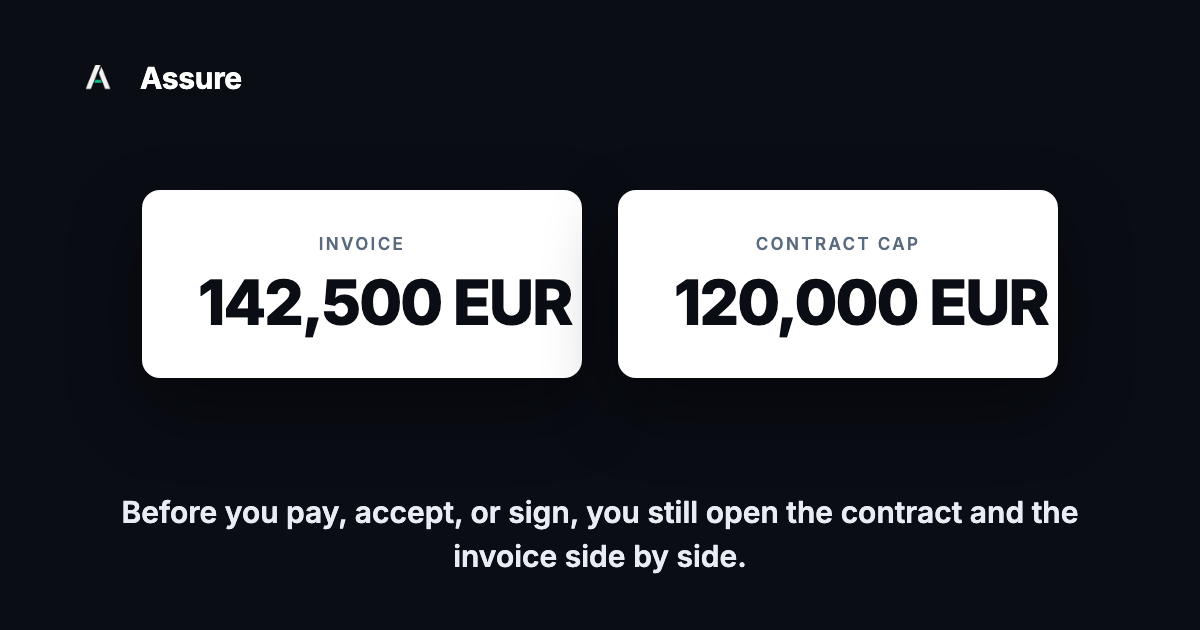 Assure
INVOICE
142,500 EUR
CONTRACT CAP
120,000 EUR
Before you pay, accept, or sign, you still open the contract and the
invoice side by side.